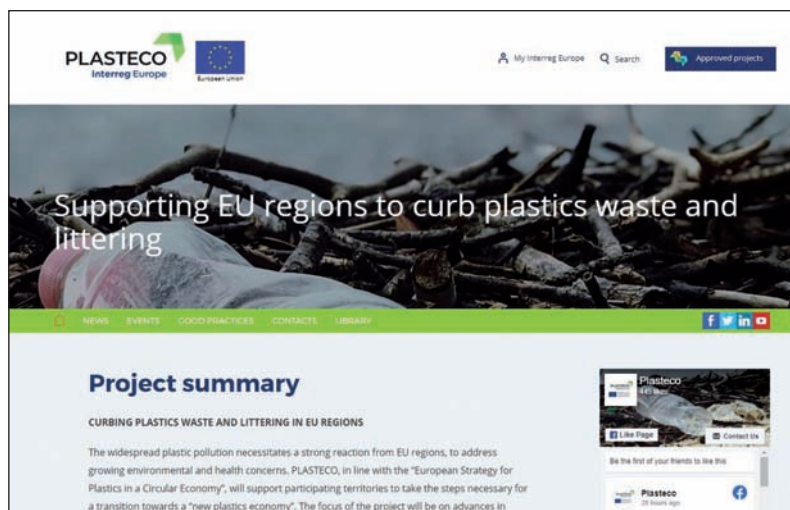 PLASTECO
Interreg Europe
European Union
My Interreg Europe
Search
Approved projects
Supporting EU regions to curb plastics waste and
littering
NEWS EVENTS GOOD PRACTICES CONTACTS LIBRARY
Project summary
CURBING PLASTICS WASTE AND LITTERING IN EU REGIONS
The widespread plastic pollution necessitates a strong reaction from EU regions, to address
growing environmental and health concerns. PLASTECO, in line with the "European Strategy for
Plastics in a Circular Economy", will support participating territories to take the steps necessary for
a transition towards a "new plastics economy". The focus of the project will be on advances in
Plasteco
likes
Like Page
Contact Us
Be the first of your friends to like this
Plasteco
hours ago